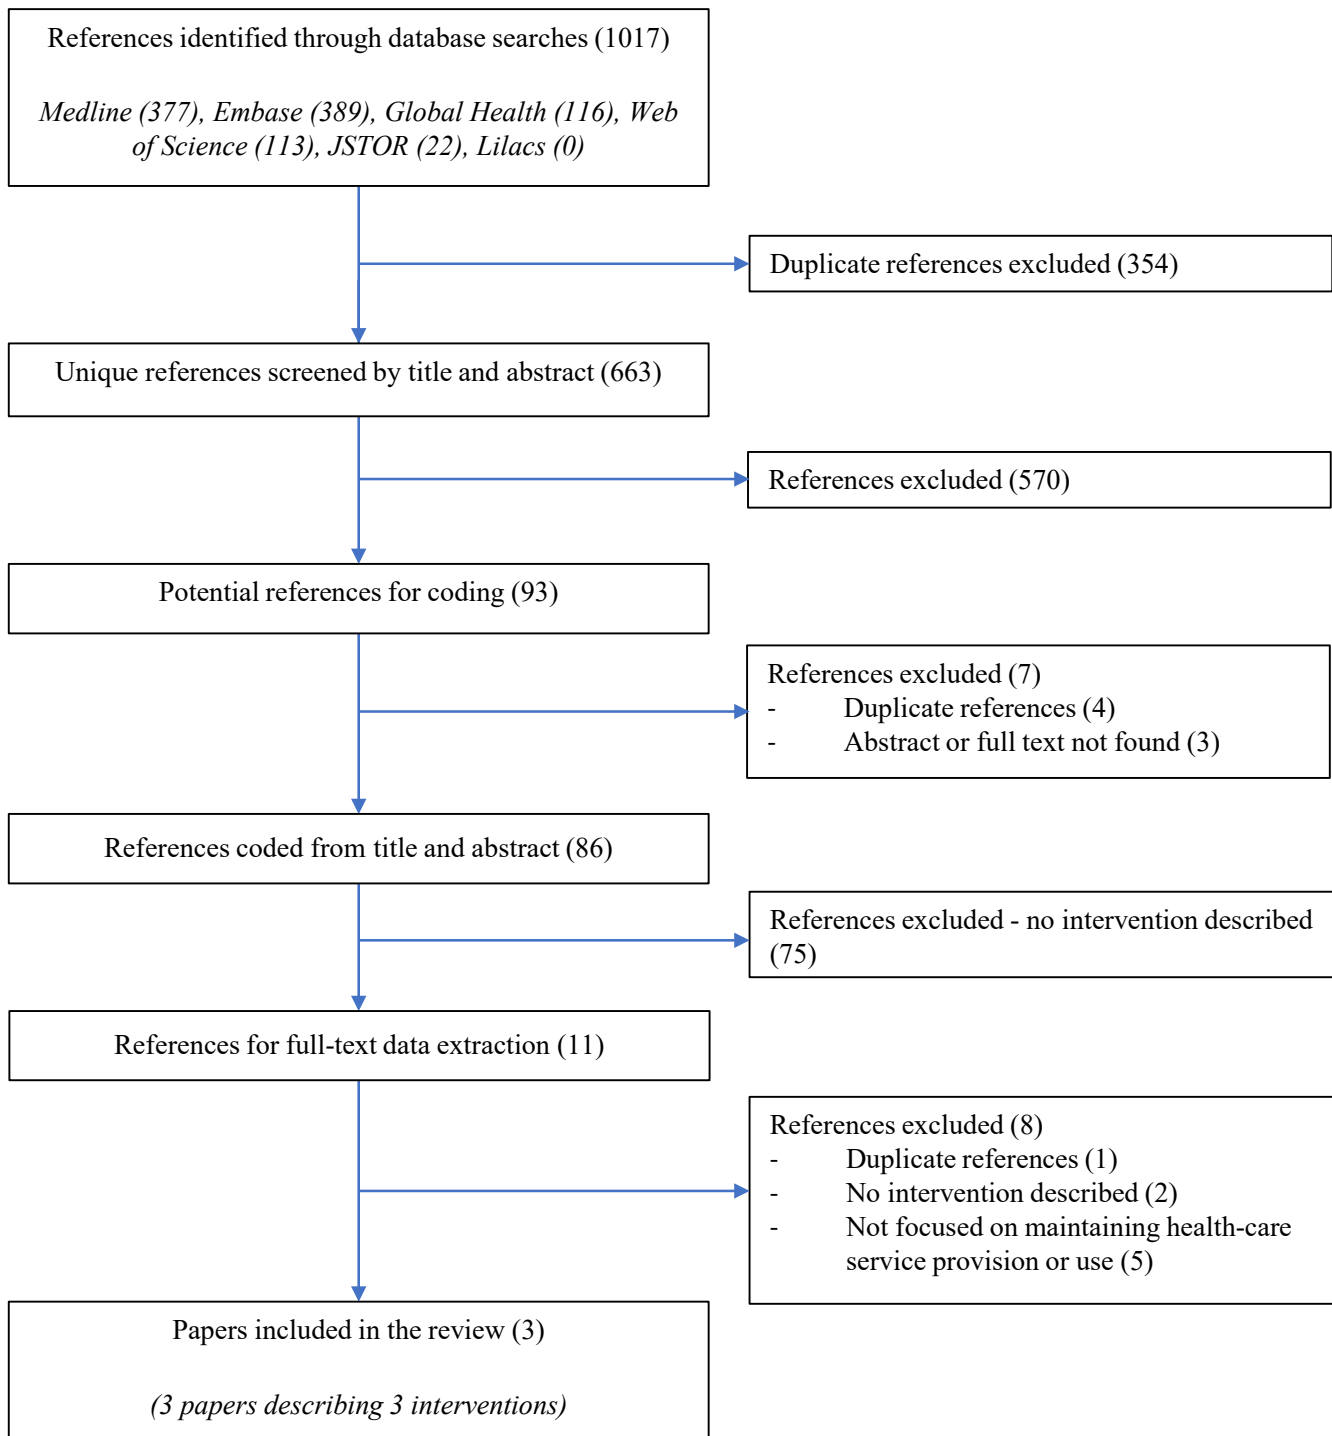 References identified through database searches (1017)
Medline (377), Embase (389), Global Health (116), Web
of Science (113), JSTOR (22), Lilacs (0)
Duplicate references excluded (354)
Unique references screened by title and abstract (663)
References excluded (570)
Potential references for coding (93)
References excluded (7)
- Duplicate references (4)
- Abstract or full text not found (3)
References coded from title and abstract (86)
References excluded - no intervention described
(75)
References for full-text data extraction (11)
References excluded (8)
- Duplicate references (1)
- No intervention described (2)
- Not focused on maintaining health-care
service provision or use (5)
Papers included in the review (3)
(3 papers describing 3 interventions)